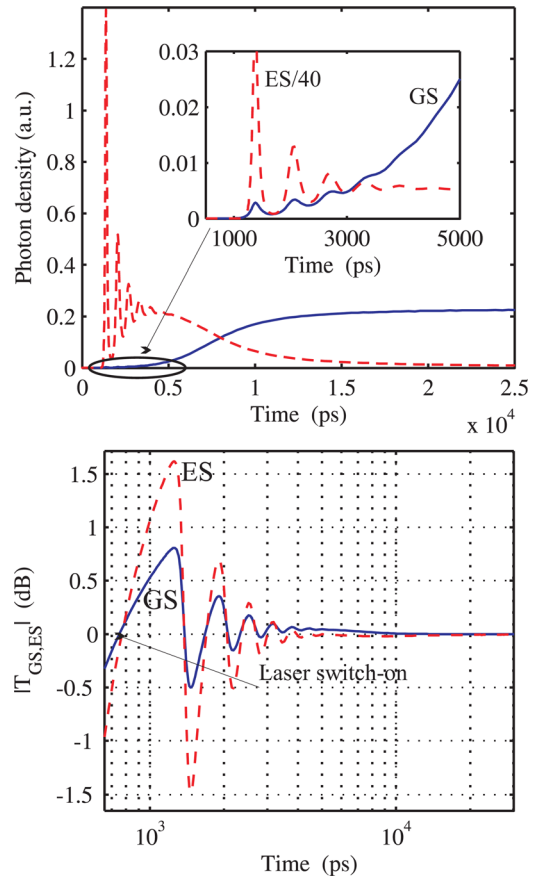 Photon density (a.u.)
1.2
1
0.8
0.6
0.4
0.2
0
0.03
0.02
0.01
0
ES/40
GS
1000 3000 5000
Time (ps)
0 0.5 1.0 1.5 2.0 2.5
Time (ps)
x 10^4
|T_GS,ES| (dB)
1.5
1
0.5
0
-0.5
-1
-1.5
ES
GS
Laser switch-on
10^3 10^4
Time (ps)